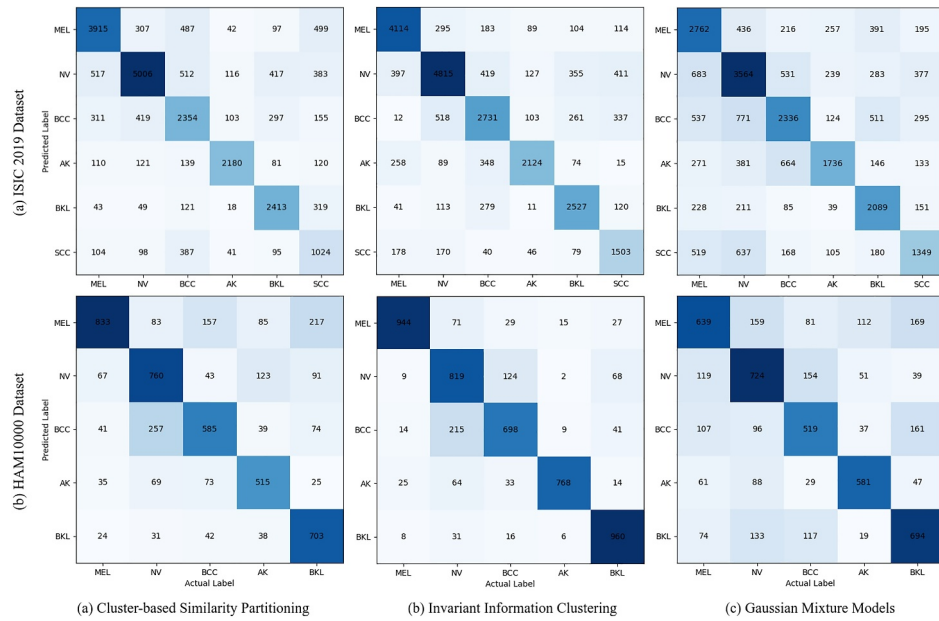 (a) ISIC 2019 Dataset
Predicted Label
MEL 3915 307 487 42 97 499
NV 517 5006 512 116 417 383
BCC 311 419 2354 103 297 155
AK 110 121 139 2180 81 120
BKL 43 49 121 18 2413 319
SCC 104 98 387 41 95 1024
MEL NV BCC AK BKL SCC
MEL 4114 295 183 89 104 114
NV 397 4815 419 127 355 411
BCC 12 518 2731 103 261 337
AK 258 89 348 2124 74 15
BKL 41 113 279 11 2527 120
SCC 178 170 40 46 79 1503
MEL NV BCC AK BKL SCC
MEL 2762 436 216 257 391 195
NV 683 3564 531 239 283 377
BCC 537 771 2336 124 511 295
AK 271 381 664 1736 146 133
BKL 228 211 85 39 2089 151
SCC 519 637 168 105 180 1349
MEL NV BCC AK BKL SCC
(b) HAM10000 Dataset
Predicted Label
MEL 833 83 157 85 217
NV 67 760 43 123 91
BCC 41 257 585 39 74
AK 35 69 73 515 25
BKL 24 31 42 38 703
MEL NV BCC AK BKL
Actual Label
MEL 944 71 29 15 27
NV 9 819 124 2 68
BCC 14 215 698 9 41
AK 25 64 33 768 14
BKL 8 31 16 6 960
MEL NV BCC AK BKL
Actual Label
MEL 639 159 81 112 169
NV 119 724 154 51 39
BCC 107 96 519 37 161
AK 61 88 29 581 47
BKL 74 133 117 19 694
MEL NV BCC AK BKL
Actual Label
(a) Cluster-based Similarity Partitioning
(b) Invariant Information Clustering
(c) Gaussian Mixture Models